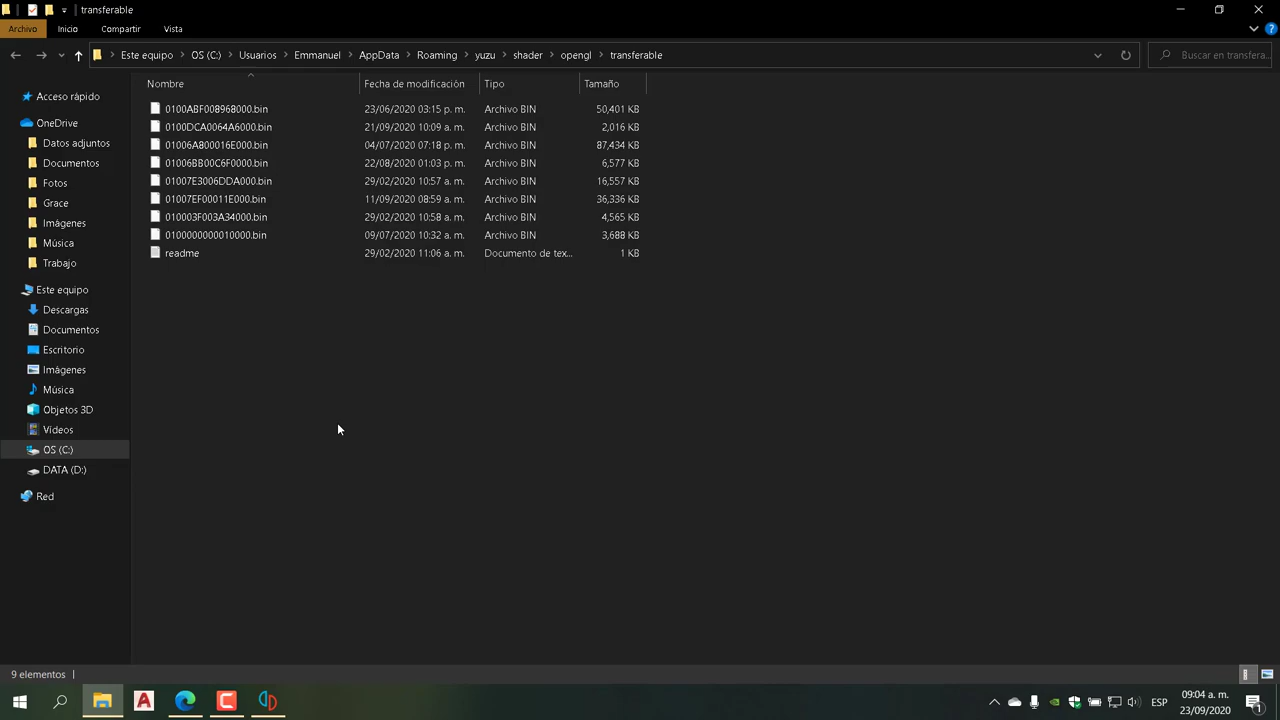 transferable
Archivo Inicio Compartir Vista
Este equipo OS (C:) Usuarios Emmanuel AppData Roaming yuzu shader opengl transferable Buscar en transfera...
Nombre Fecha de modificación Tipo Tamaño
0100ABF008968000.bin 23/06/2020 03:15 p. m. Archivo BIN 50,401 KB
0100DCA0064A6000.bin 21/09/2020 10:09 a. m. Archivo BIN 2,016 KB
01006A800016E000.bin 04/07/2020 07:18 p. m. Archivo BIN 87,434 KB
01006BB00C6F0000.bin 22/08/2020 01:03 p. m. Archivo BIN 6,577 KB
01007E3006DDA000.bin 29/02/2020 10:57 a. m. Archivo BIN 16,557 KB
01007EF00011E000.bin 11/09/2020 08:59 a. m. Archivo BIN 36,336 KB
010003F003A34000.bin 29/02/2020 10:58 a. m. Archivo BIN 4,565 KB
0100000000010000.bin 09/07/2020 10:32 a. m. Archivo BIN 3,688 KB
readme 29/02/2020 11:06 a. m. Documento de tex... 1 KB
Acceso rápido
OneDrive
Datos adjuntos
Documentos
Fotos
Grace
Imágenes
Música
Trabajo
Este equipo
Descargas
Documentos
Escritorio
Imágenes
Música
Objetos 3D
Vídeos
OS (C:)
DATA (D:)
Red
9 elementos
ESP
09:04 a. m.
23/09/2020
1